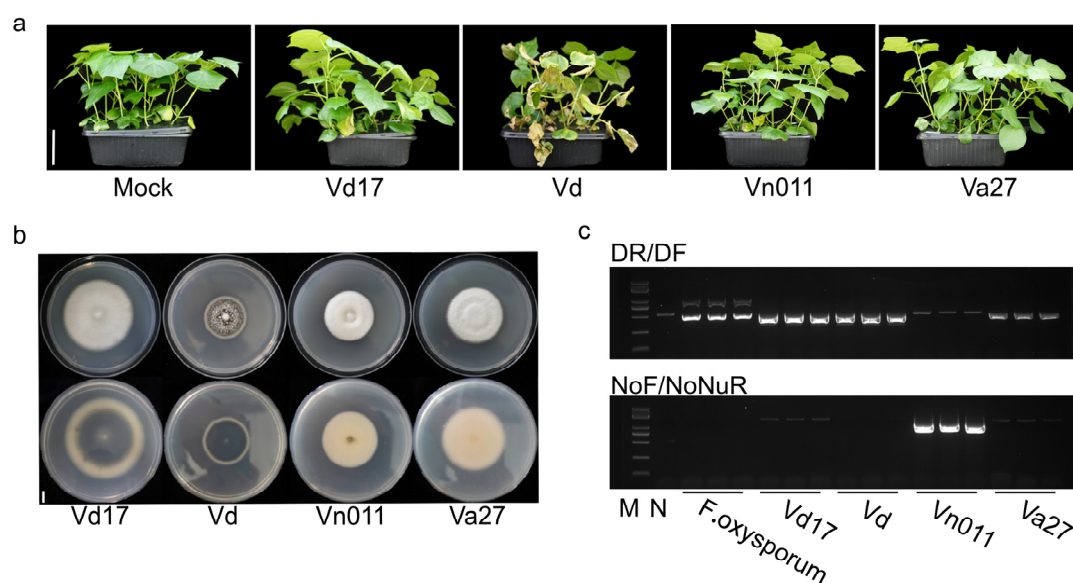 a
Mock Vd17 Vd Vn011 Va27
b
Vd17 Vd Vn011 Va27
c
DR/DF
NoF/NoNuR
M N F.oxysporum Vd17 Vd Vn011 Va27